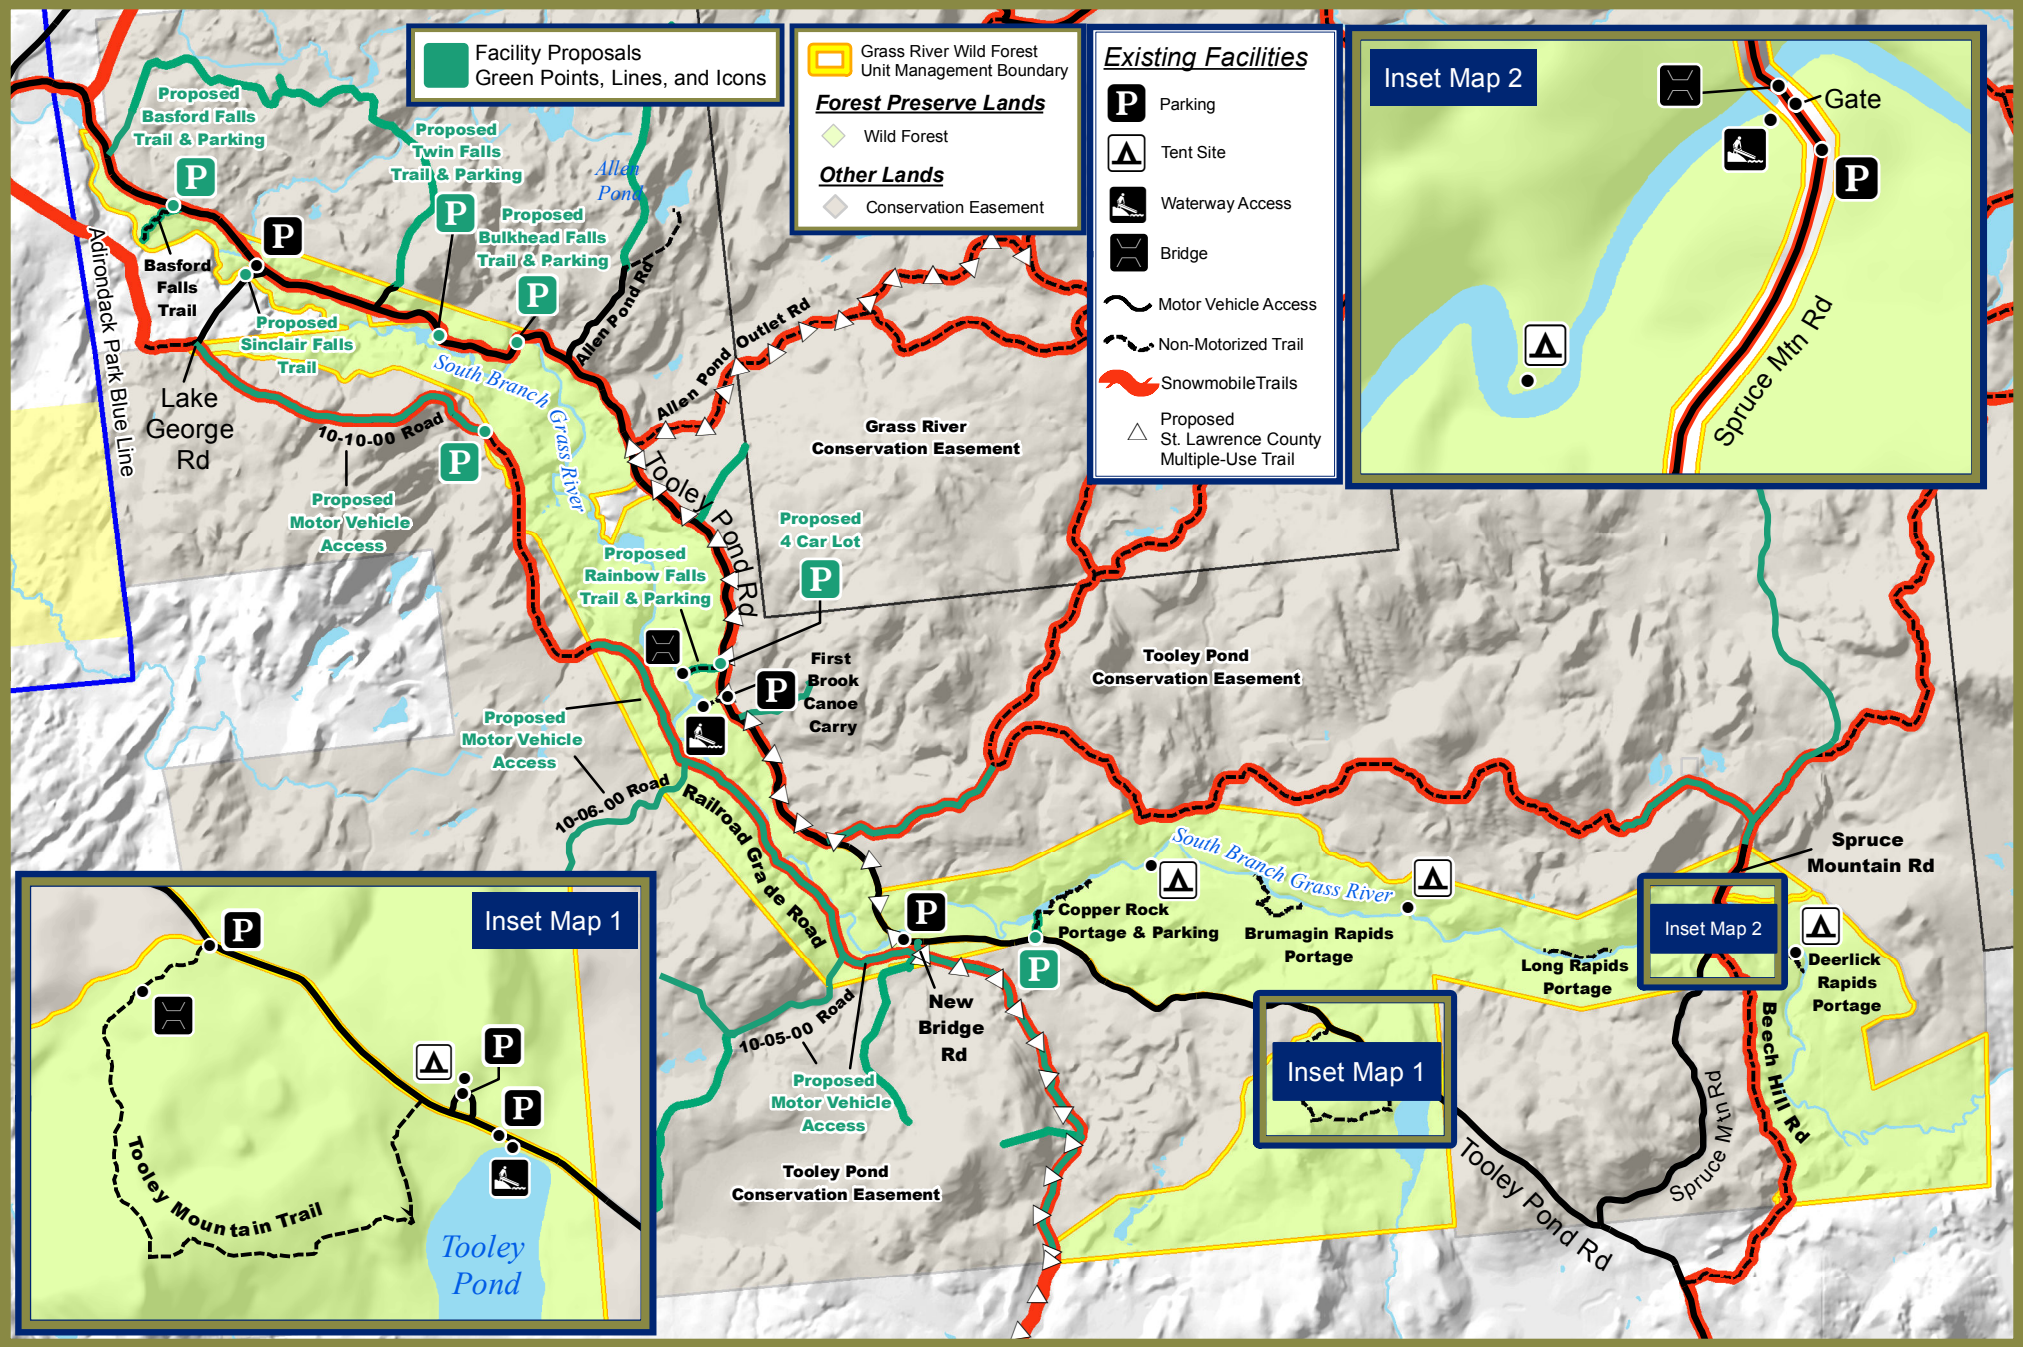 Facility Proposals
Green Points, Lines, and Icons
Grass River Wild Forest
Unit Management Boundary
Forest Preserve Lands
Wild Forest
Other Lands
Conservation Easement
Existing Facilities
P
Parking
Tent Site
Waterway Access
Bridge
Motor Vehicle Access
Non-Motorized Trail
SnowmobileTrails
Proposed
St. Lawrence County
Multiple-Use Trail
Inset Map 2
Gate
P
Spruce Mtn Rd
Proposed
Basford Falls
Trail & Parking
P
Proposed
Twin Falls
Trail & Parking
P
Proposed
Bulkhead Falls
Trail & Parking
P
Allen
Pond
P
Adirondack Park Blue Line
Basford
Falls
Trail
Proposed
Sinclair Falls
Trail
Lake
George
Rd
Allen Pond Rd
Allen Pond Outlet Rd
South Branch Grass River
10-10-00 Road
P
Proposed
Motor Vehicle
Access
Grass River
Conservation Easement
Tooley Pond Rd
Proposed
4 Car Lot
P
Proposed
Rainbow Falls
Trail & Parking
P
First
Brook
Canoe
Carry
Tooley Pond
Conservation Easement
Proposed
Motor Vehicle
Access
10-06-00 Road
Railroad Grade Road
South Branch Grass River
Spruce
Mountain Rd
P
Copper Rock
Portage & Parking
P
Brumagin Rapids
Portage
Long Rapids
Portage
Inset Map 2
Deerlick
Rapids
Portage
New
Bridge
Rd
10-05-00 Road
Proposed
Motor Vehicle
Access
Inset Map 1
Beech Hill Rd
Spruce Mtn Rd
Tooley Pond Rd
Tooley Pond
Conservation Easement
Inset Map 1
P
P
P
Tooley Mountain Trail
Tooley
Pond